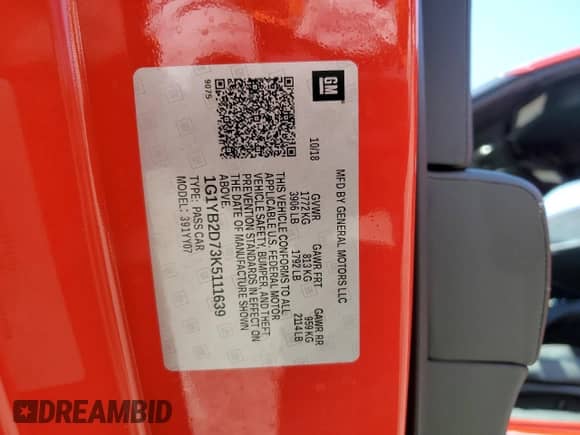 GM
MFD BY GENERAL MOTORS LLC
10/18 GVWR GAWR FRT GAWR RR
1772 KG 813 KG 959 KG
3906 LB 1792 LB 2114 LB
THIS VEHICLE CONFORMS TO ALL
APPLICABLE U.S. FEDERAL MOTOR
VEHICLE SAFETY, BUMPER, AND THEFT
PREVENTION STANDARDS IN EFFECT ON
THE DATE OF MANUFACTURE SHOWN
ABOVE.
1G1YB2D73K5111639
TYPE: PASS CAR
MODEL: 391YY07
9075
DREAMBID